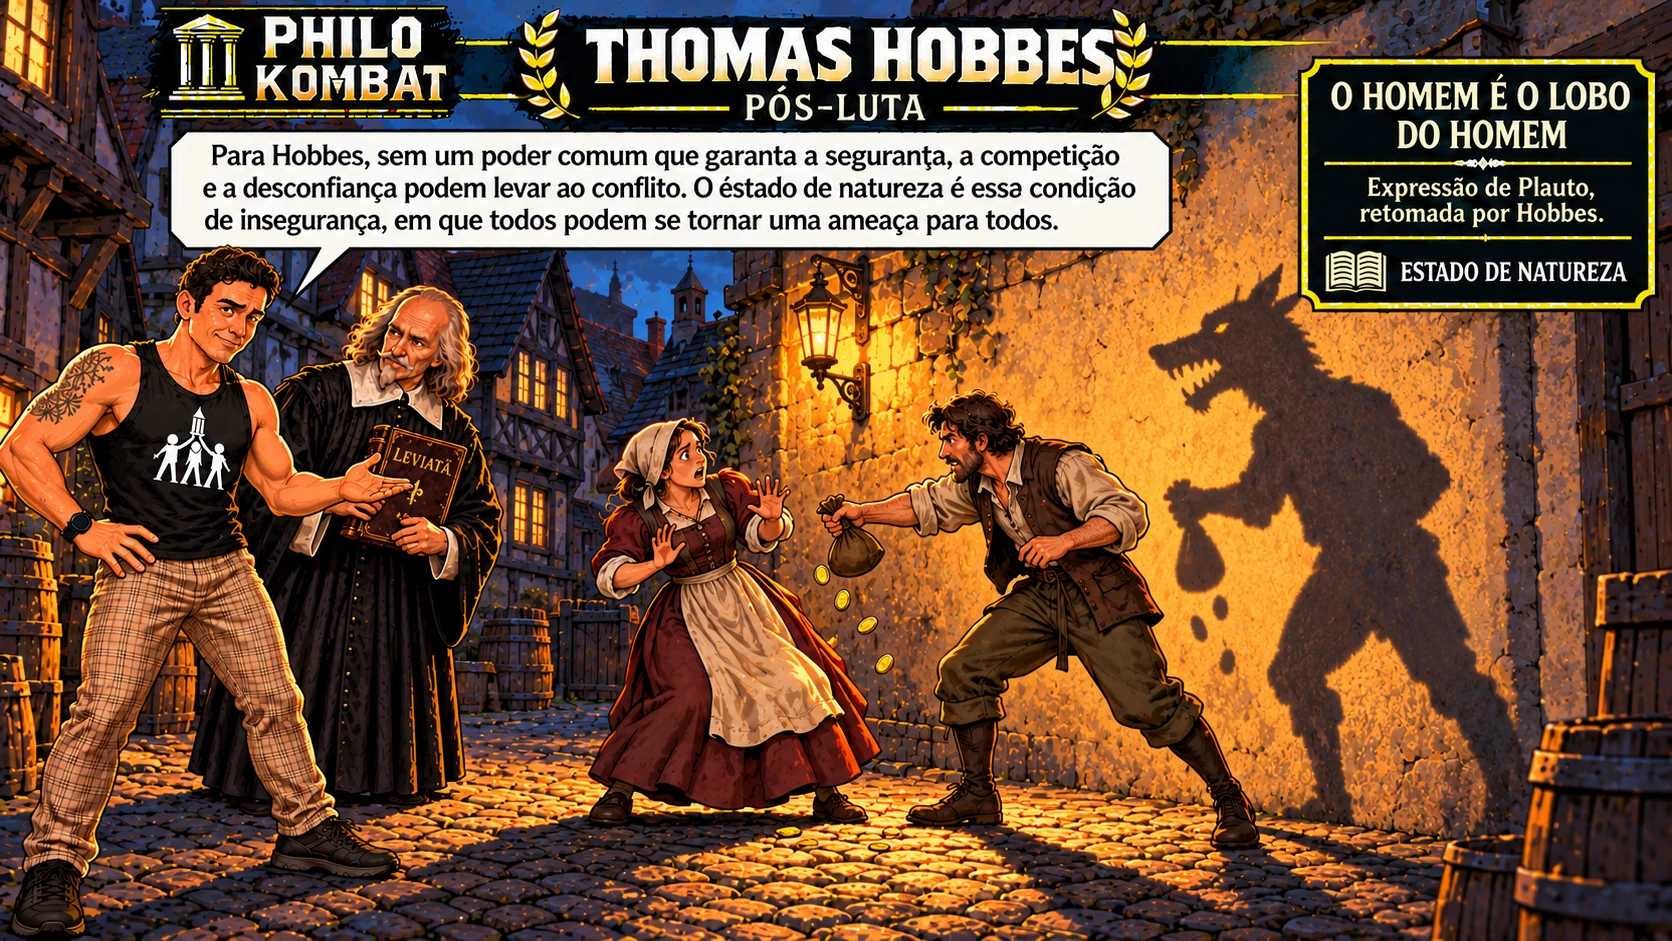 PHILO
KOMBAT
THOMAS HOBBES
PÓS-LUTA
Para Hobbes, sem um poder comum que garanta a segurança, a competição
e a desconfiança podem levar ao conflito. O éstado de natureza é essa condição
de insegurança, em que todos podem se tornar uma ameaça para todos.
O HOMEM É O LOBO
DO HOMEM
Expressão de Plauto,
retomada por Hobbes.
ESTADO DE NATUREZA
LEVIATÃ